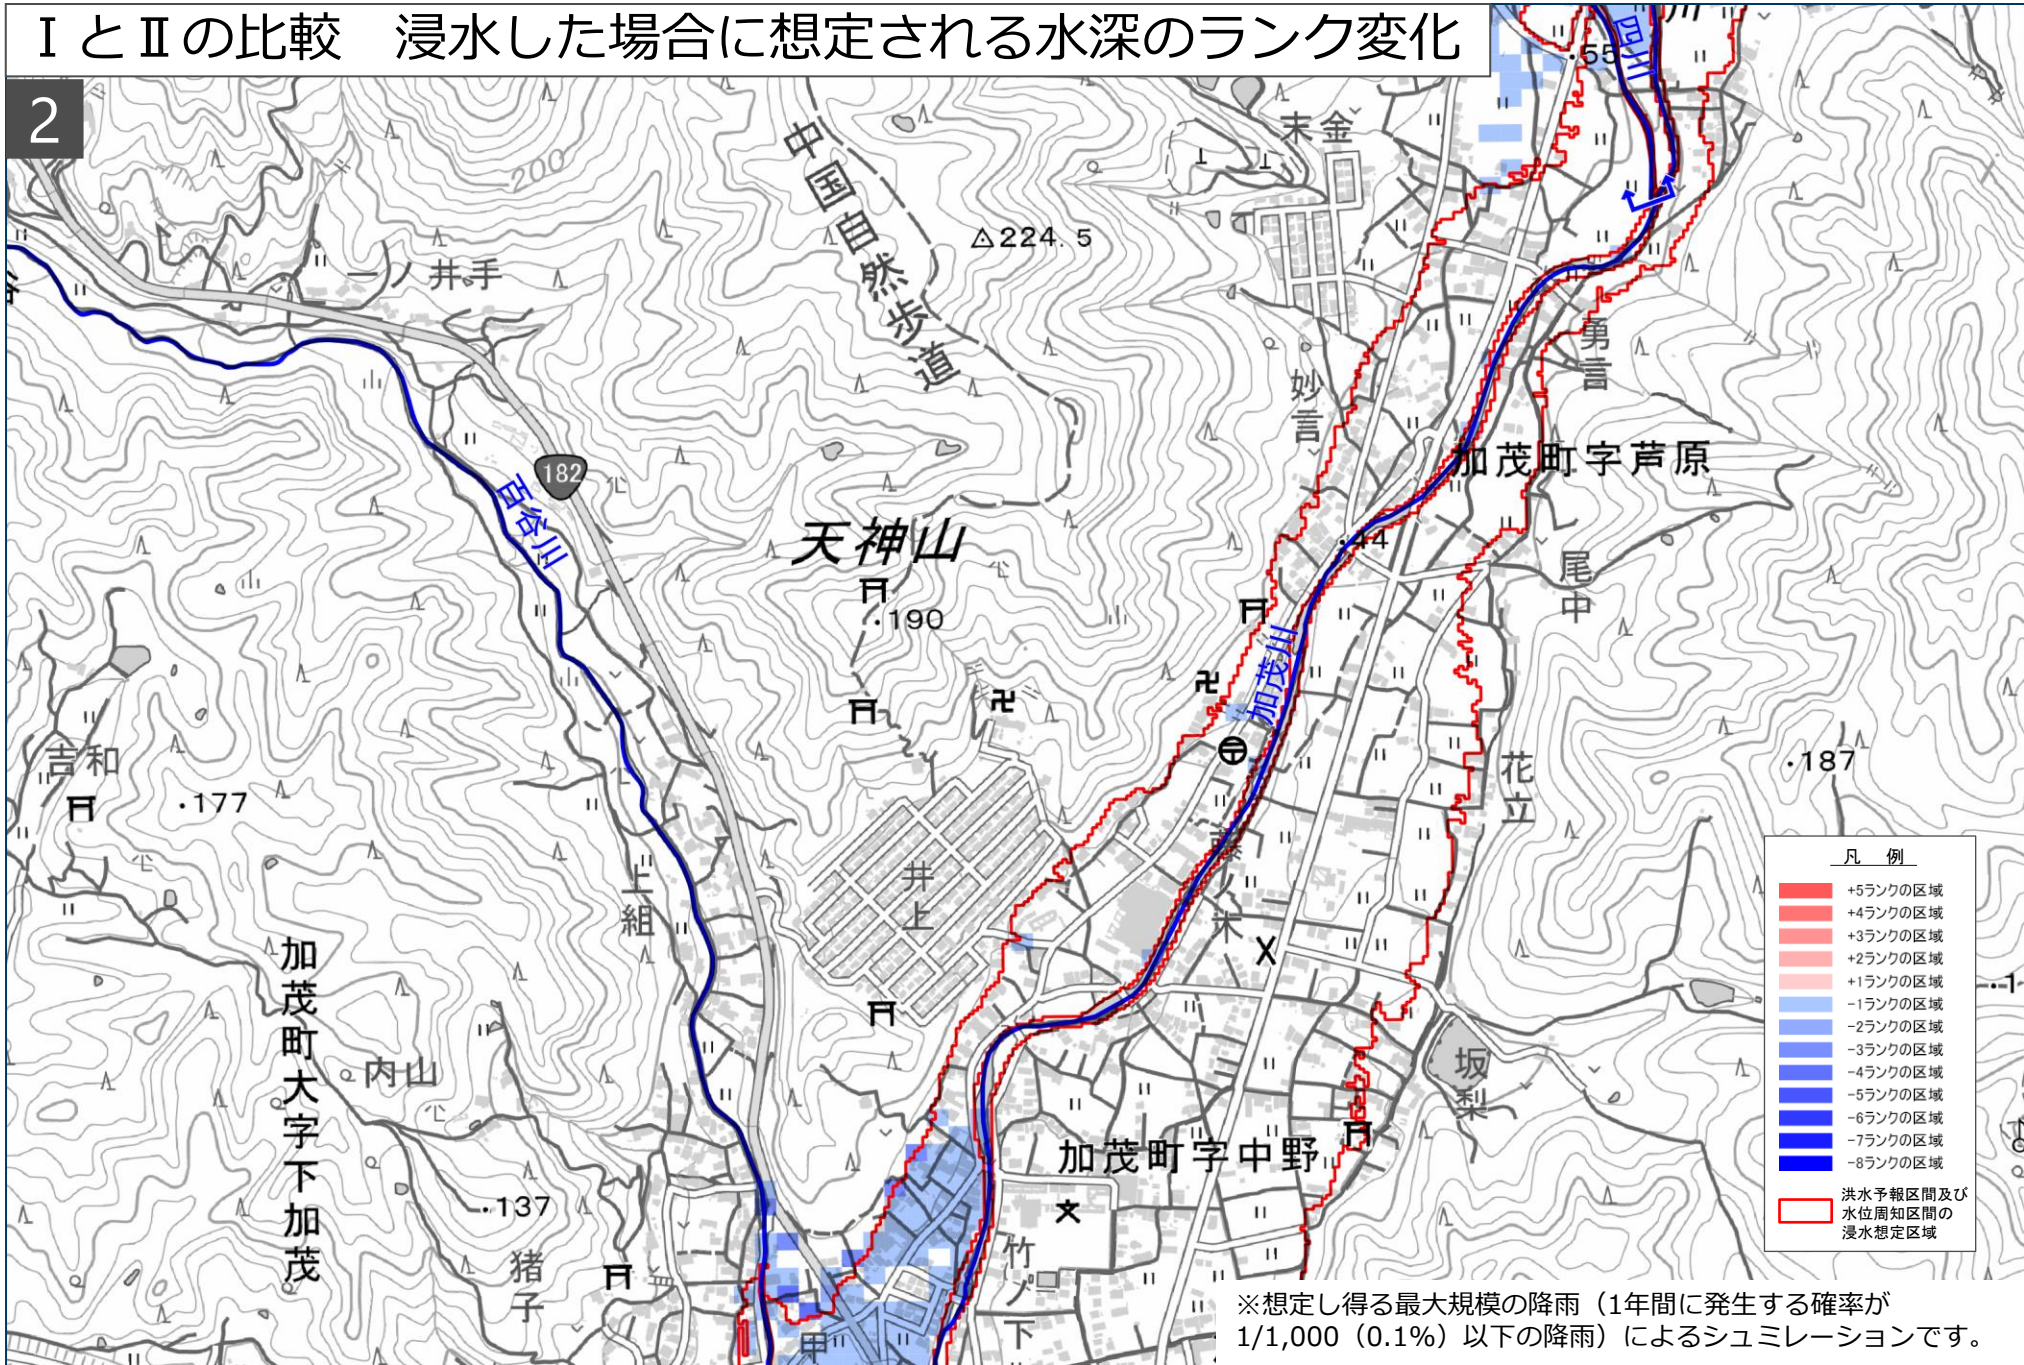 ⅠとⅡの比較　浸水した場合に想定される水深のランク変化
2
四川
川
・55
末金
200
中国自然歩道
△224.5
一ノ井手
谷
勇言
妙言
加茂町字芦原
182
百谷川
天神山
・190
・44
尾中
加茂川
吉和
・177
花立
・187
井上
上組
藤ノ木
加茂町大字下加茂
内山
坂梨
加茂町字中野
・137
猪子
竹ノ下
甲
凡　例
+5ランクの区域
+4ランクの区域
+3ランクの区域
+2ランクの区域
+1ランクの区域
-1ランクの区域
-2ランクの区域
-3ランクの区域
-4ランクの区域
-5ランクの区域
-6ランクの区域
-7ランクの区域
-8ランクの区域
洪水予報区間及び
水位周知区間の
浸水想定区域
※想定し得る最大規模の降雨（1年間に発生する確率が
1/1,000（0.1%）以下の降雨）によるシュミレーションです。